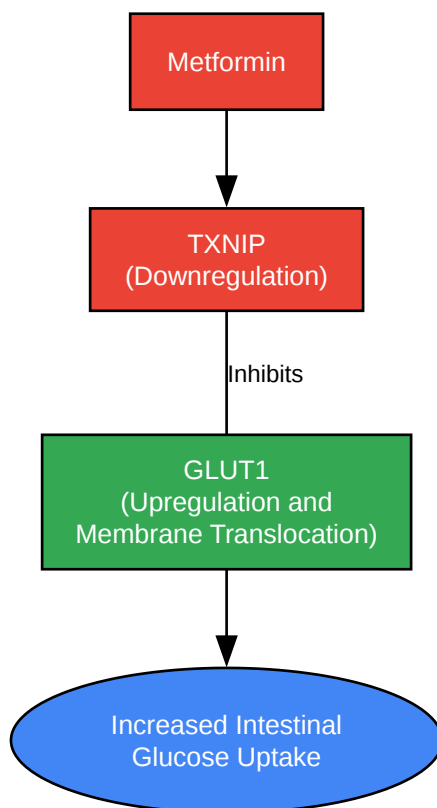 Metformin
TXNIP
(Downregulation)
Inhibits
GLUT1
(Upregulation and
Membrane Translocation)
Increased Intestinal
Glucose Uptake